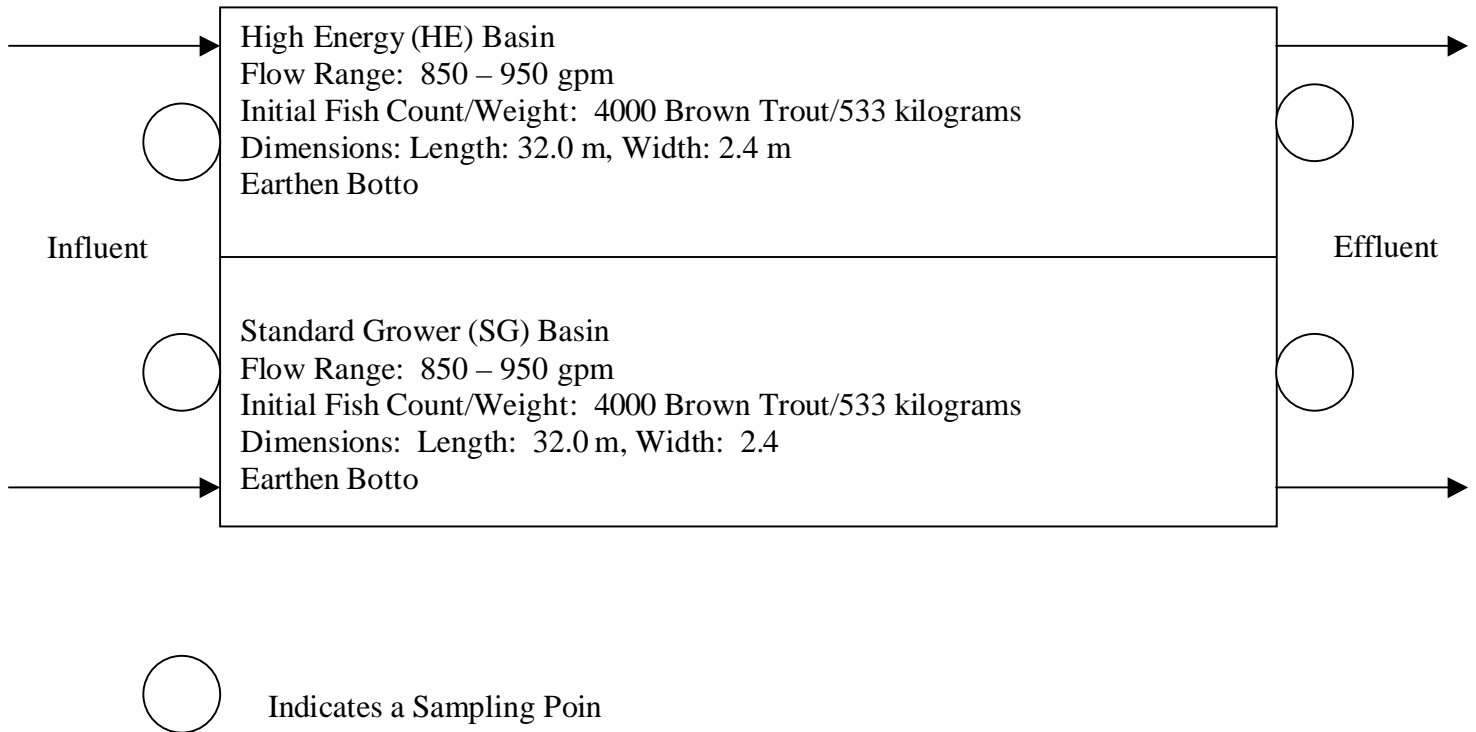 High Energy (HE) Basin
Flow Range: 850 – 950 gpm
Initial Fish Count/Weight: 4000 Brown Trout/533 kilograms
Dimensions: Length: 32.0 m, Width: 2.4 m
Earthen Botto
Influent
Effluent
Standard Grower (SG) Basin
Flow Range: 850 – 950 gpm
Initial Fish Count/Weight: 4000 Brown Trout/533 kilograms
Dimensions: Length: 32.0 m, Width: 2.4
Earthen Botto
Indicates a Sampling Poin